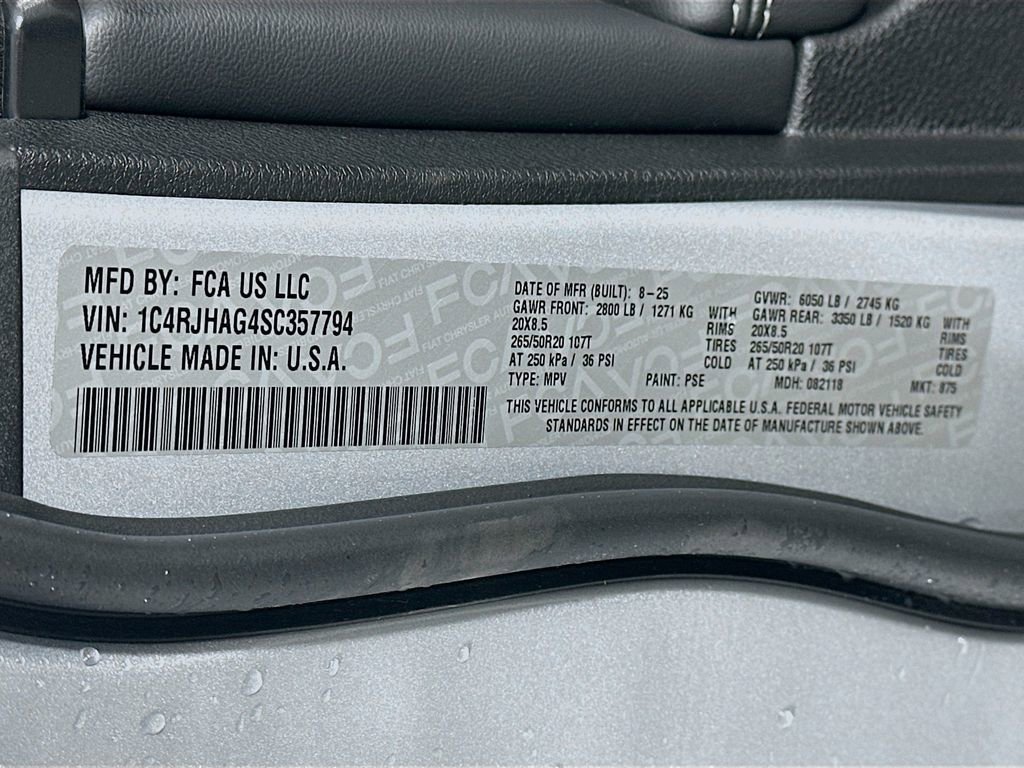 MFD BY: FCA US LLC
VIN: 1C4RJHAG4SC357794
VEHICLE MADE IN: U.S.A.
DATE OF MFR (BUILT): 8-25
GAWR FRONT: 2800 LB / 1271 KG WITH
20X8.5 RIMS
265/50R20 107T TIRES
AT 250 kPa / 36 PSI COLD
TYPE: MPV PAINT: PSE
GVWR: 6050 LB / 2745 KG
GAWR REAR: 3350 LB / 1520 KG WITH
20X8.5 RIMS
265/50R20 107T TIRES
AT 250 kPa / 36 PSI COLD
MDH: 082118 MKT: 875
THIS VEHICLE CONFORMS TO ALL APPLICABLE U.S.A. FEDERAL MOTOR VEHICLE SAFETY
STANDARDS IN EFFECT ON THE DATE OF MANUFACTURE SHOWN ABOVE.